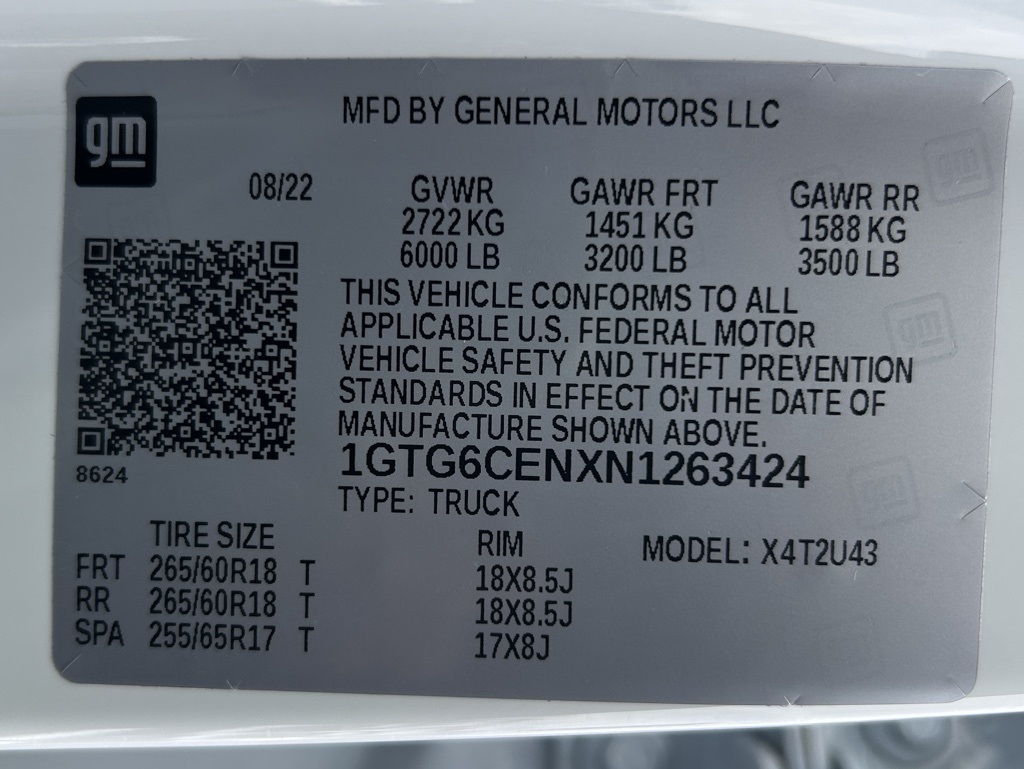 gm
MFD BY GENERAL MOTORS LLC
08/22 GVWR GAWR FRT GAWR RR
2722 KG 1451 KG 1588 KG
6000 LB 3200 LB 3500 LB
THIS VEHICLE CONFORMS TO ALL
APPLICABLE U.S. FEDERAL MOTOR
VEHICLE SAFETY AND THEFT PREVENTION
STANDARDS IN EFFECT ON THE DATE OF
MANUFACTURE SHOWN ABOVE.
8624
1GTG6CENXN1263424
TYPE: TRUCK
TIRE SIZE RIM MODEL: X4T2U43
FRT 265/60R18 T 18X8.5J
RR 265/60R18 T 18X8.5J
SPA 255/65R17 T 17X8J
gm
gm
gm